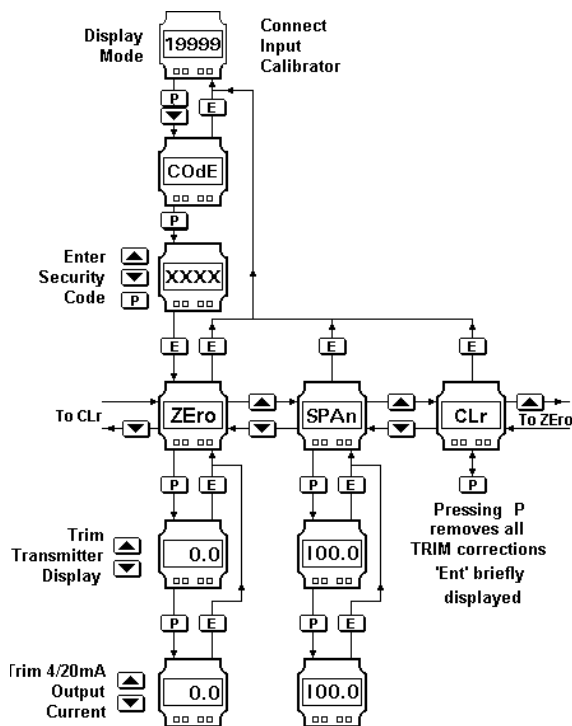 Display
Mode
19999
Connect
Input
Calibrator
P
E
COdE
P
Enter
Security
Code
P
XXXX
E
E
E
E
To CLr
ZEro
SPAn
CLr
To ZEro
P
E
P
E
P
Pressing P
removes all
TRIM corrections
'Ent' briefly
displayed
Trim
Transmitter
Display
0.0
100.0
P
E
P
E
Trim 4/20mA
Output
Current
0.0
100.0